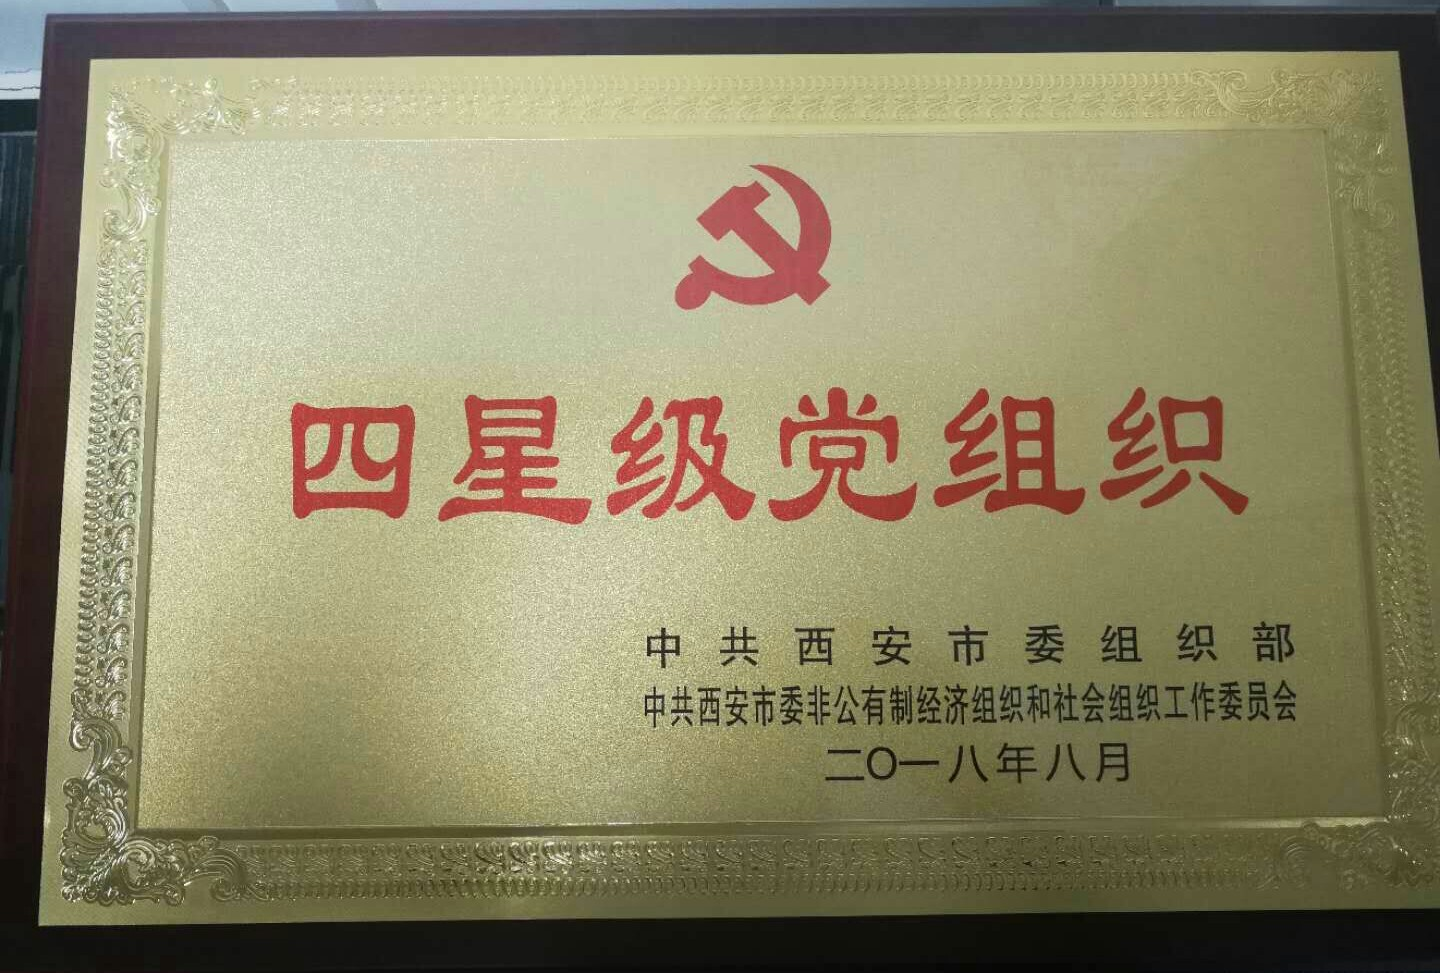 四星级党组织
中共西安市委组织部
中共西安市委非公有制经济组织和社会组织工作委员会
二〇一八年八月